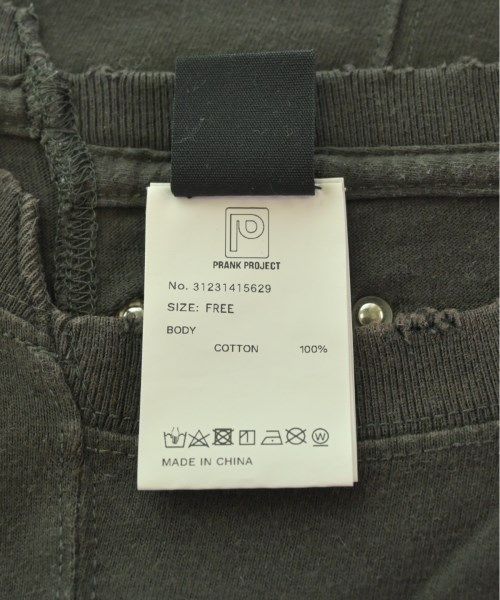 P
PRANK PROJECT
No. 31231415629
SIZE: FREE
BODY
COTTON 100%
W
MADE IN CHINA